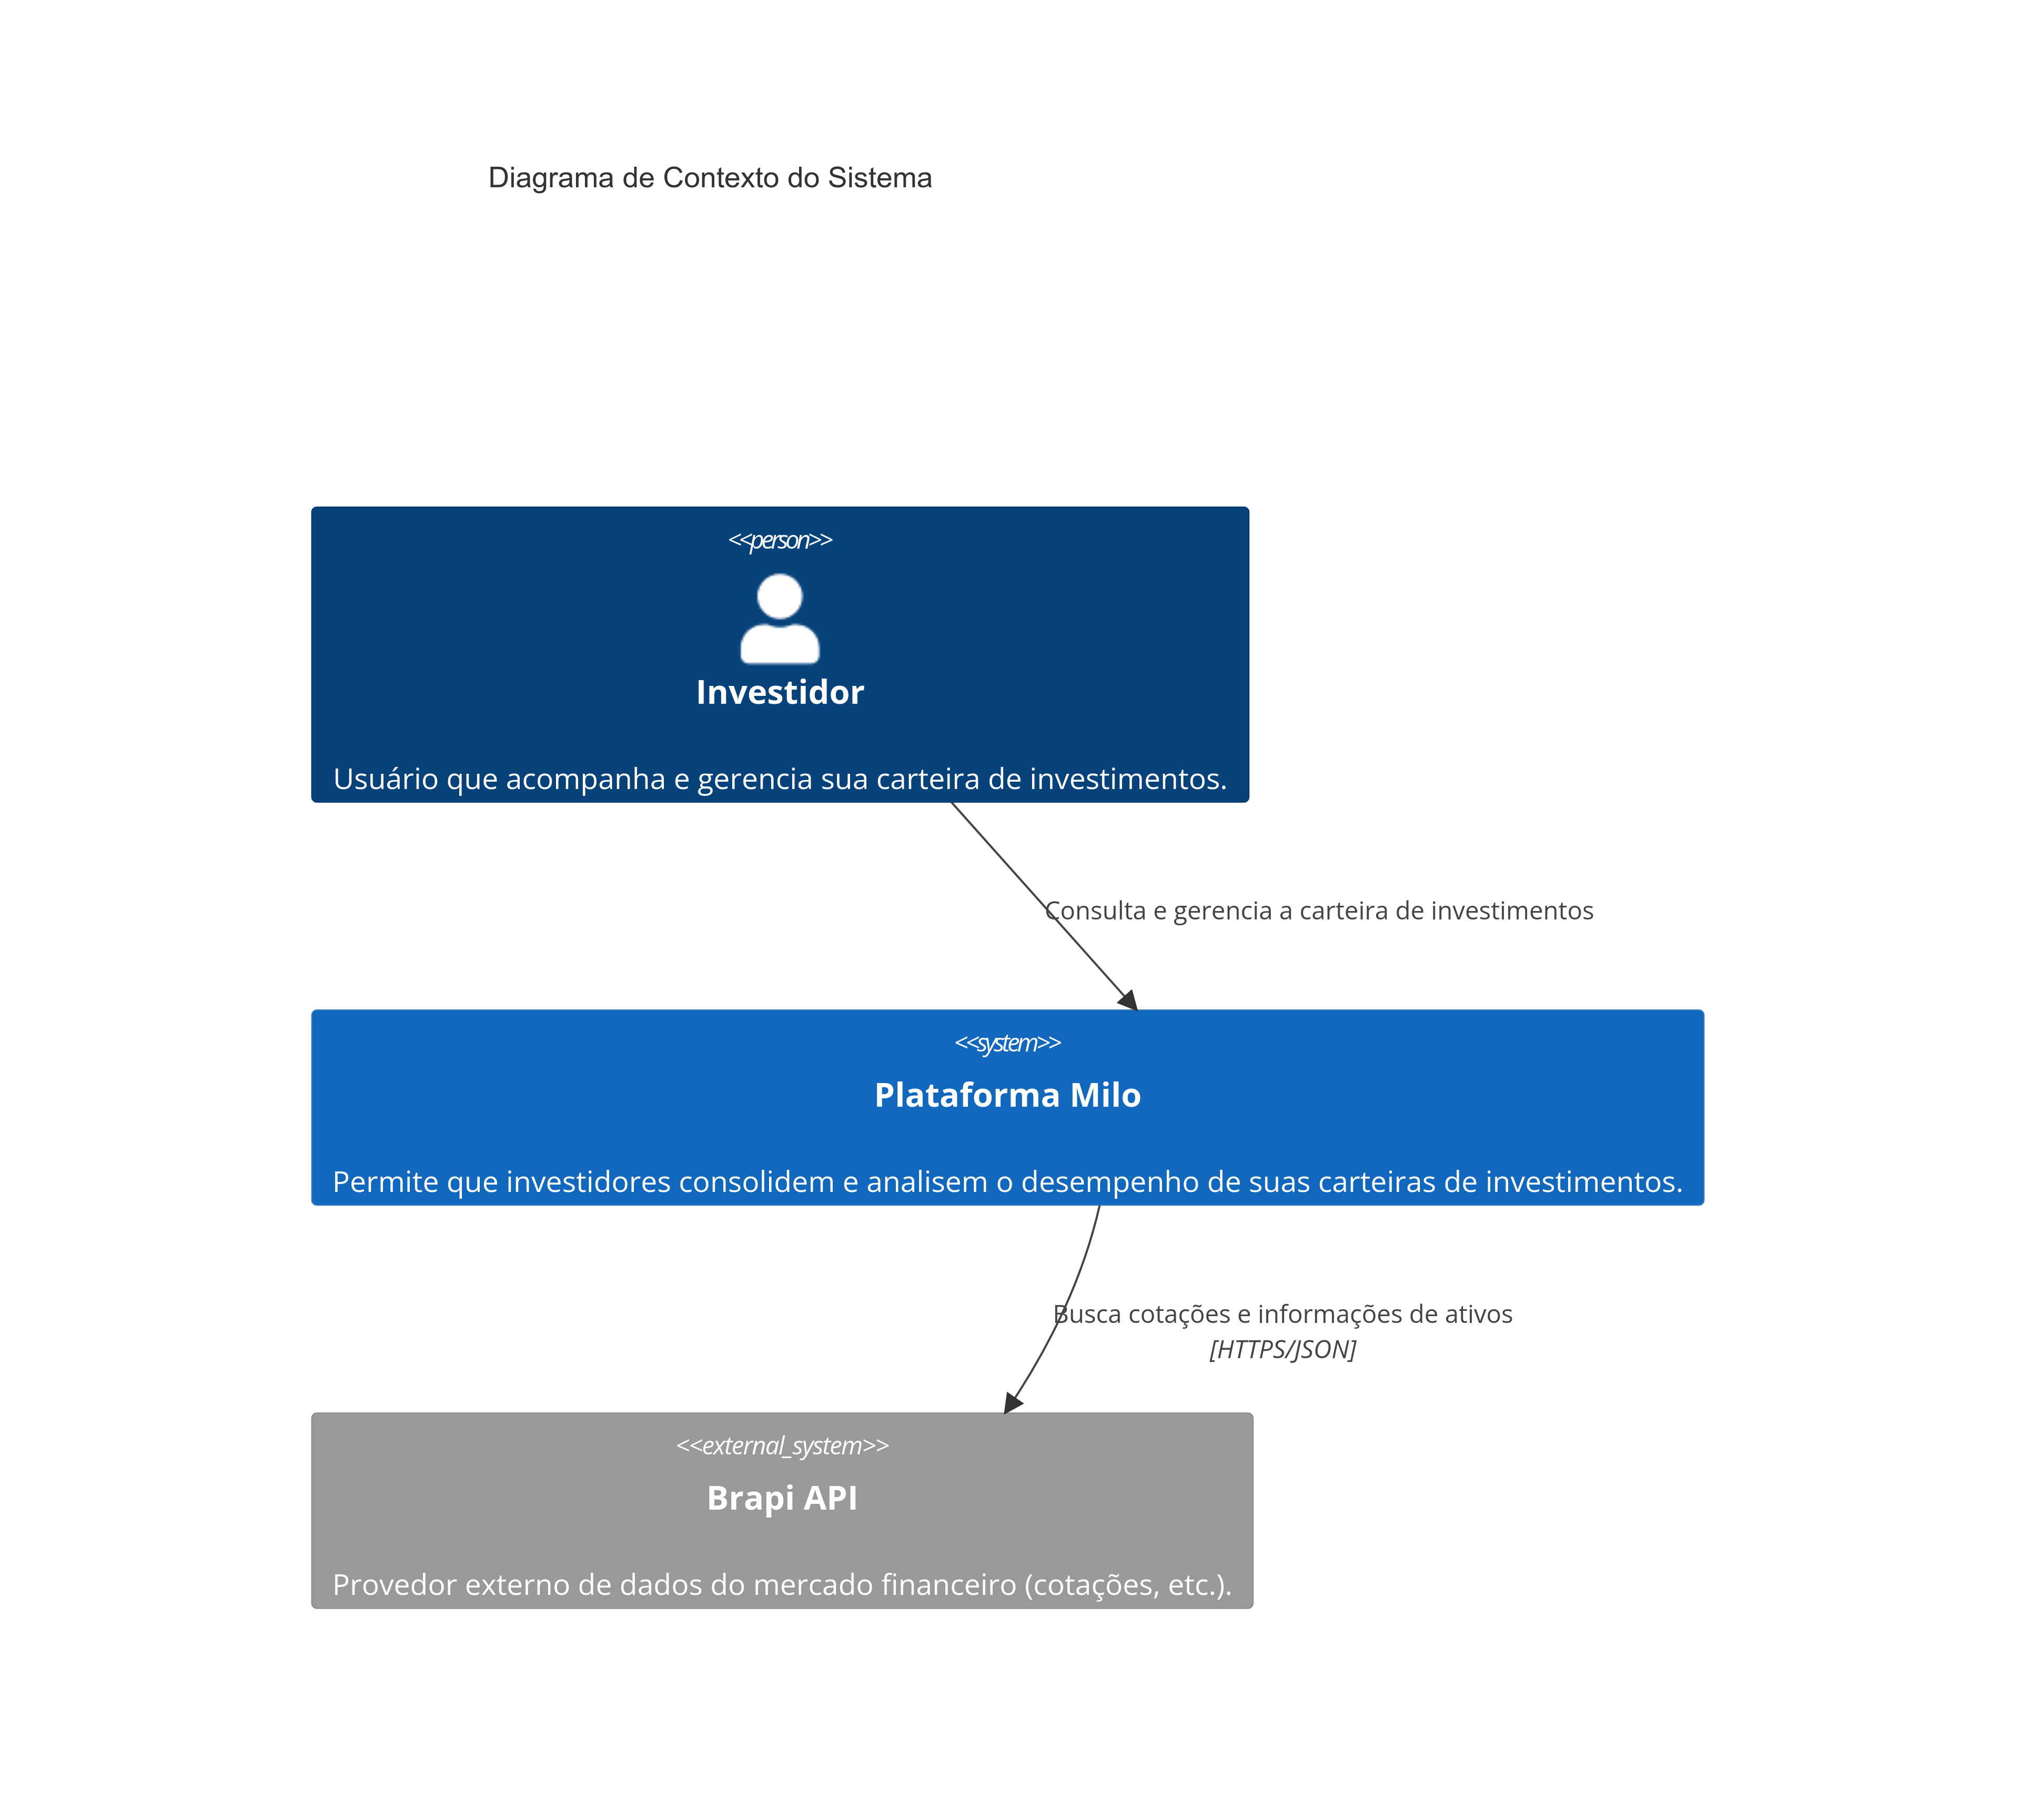 Diagrama de Contexto do Sistema
<<person>>
Investidor
Usuário que acompanha e gerencia sua carteira de investimentos.
Consulta e gerencia a carteira de investimentos
<<system>>
Plataforma Milo
Permite que investidores consolidem e analisem o desempenho de suas carteiras de investimentos.
Busca cotações e informações de ativos
[HTTPS/JSON]
<<external_system>>
Brapi API
Provedor externo de dados do mercado financeiro (cotações, etc.).